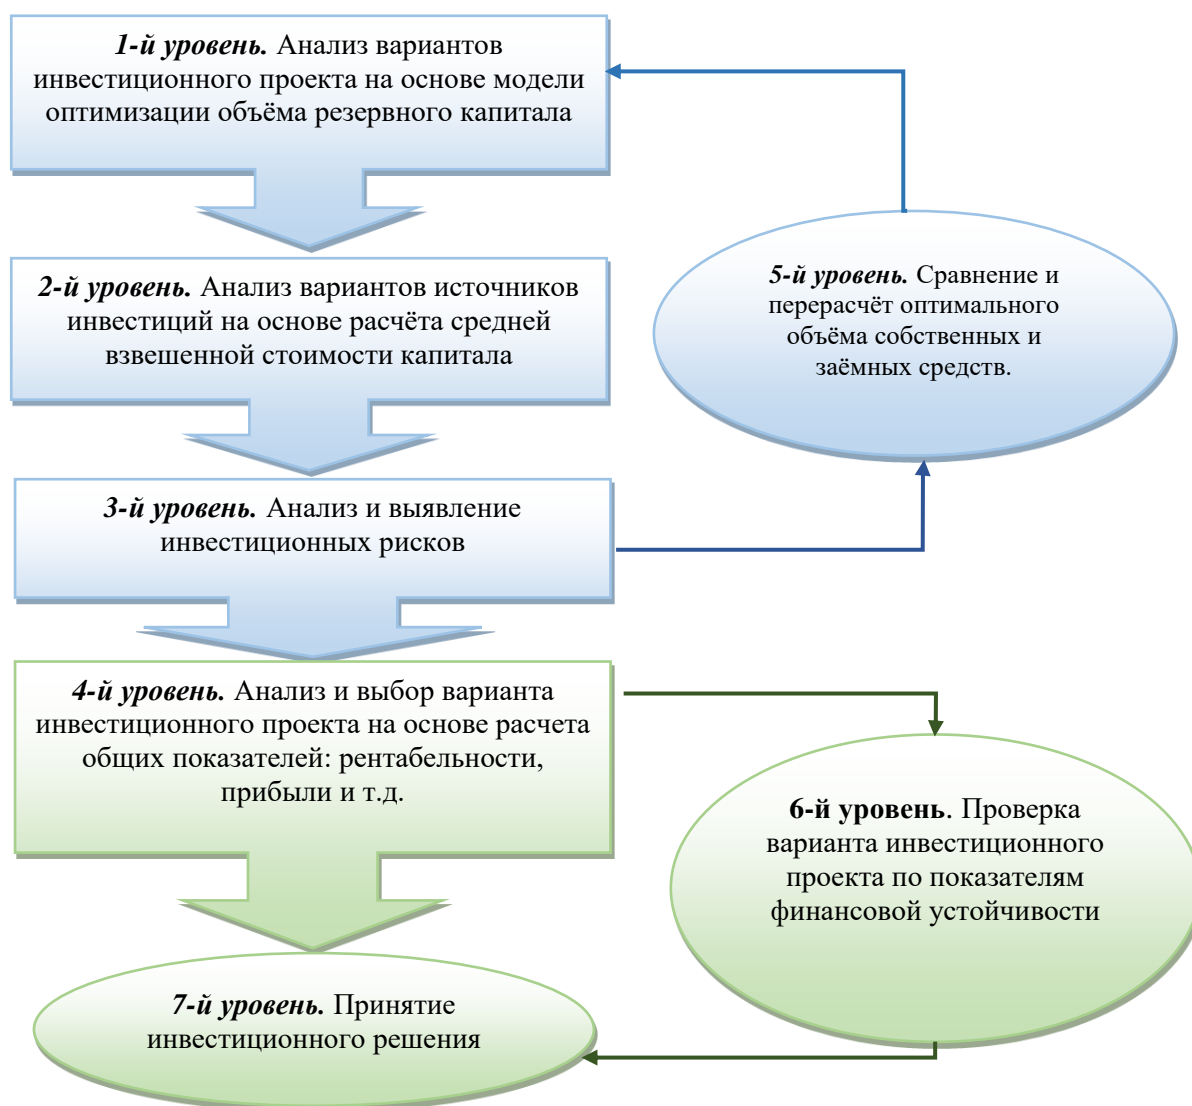 1-й уровень. Анализ вариантов
инвестиционного проекта на основе модели
оптимизации объёма резервного капитала
2-й уровень. Анализ вариантов источников
инвестиций на основе расчёта средней
взвешенной стоимости капитала
5-й уровень. Сравнение и
перерасчёт оптимального
объёма собственных и
заёмных средств.
3-й уровень. Анализ и выявление
инвестиционных рисков
4-й уровень. Анализ и выбор варианта
инвестиционного проекта на основе расчета
общих показателей: рентабельности,
прибыли и т.д.
6-й уровень. Проверка
варианта инвестиционного
проекта по показателям
финансовой устойчивости
7-й уровень. Принятие
инвестиционного решения